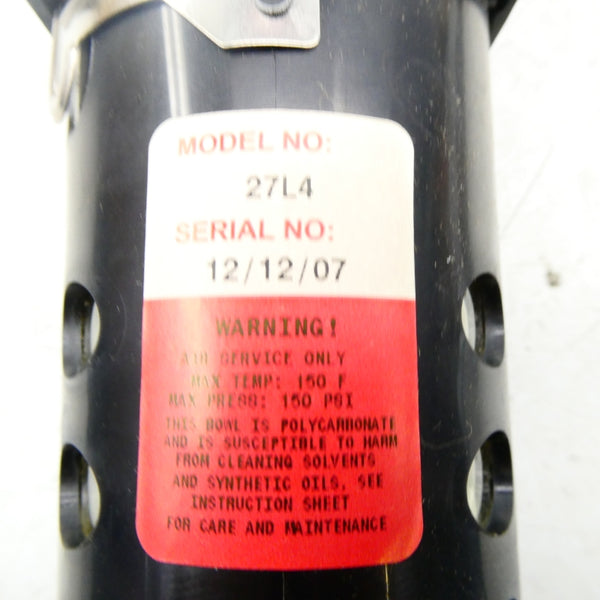 MODEL NO:
27L4
SERIAL NO:
12/12/07
WARNING!
AIR SERVICE ONLY
MAX TEMP: 150 F
MAX PRESS: 150 PSI
THIS BOWL IS POLYCARBONATE
AND IS SUSCEPTIBLE TO HARM
FROM CLEANING SOLVENTS
AND SYNTHETIC OILS. SEE
INSTRUCTION SHEET
FOR CARE AND MAINTENANCE